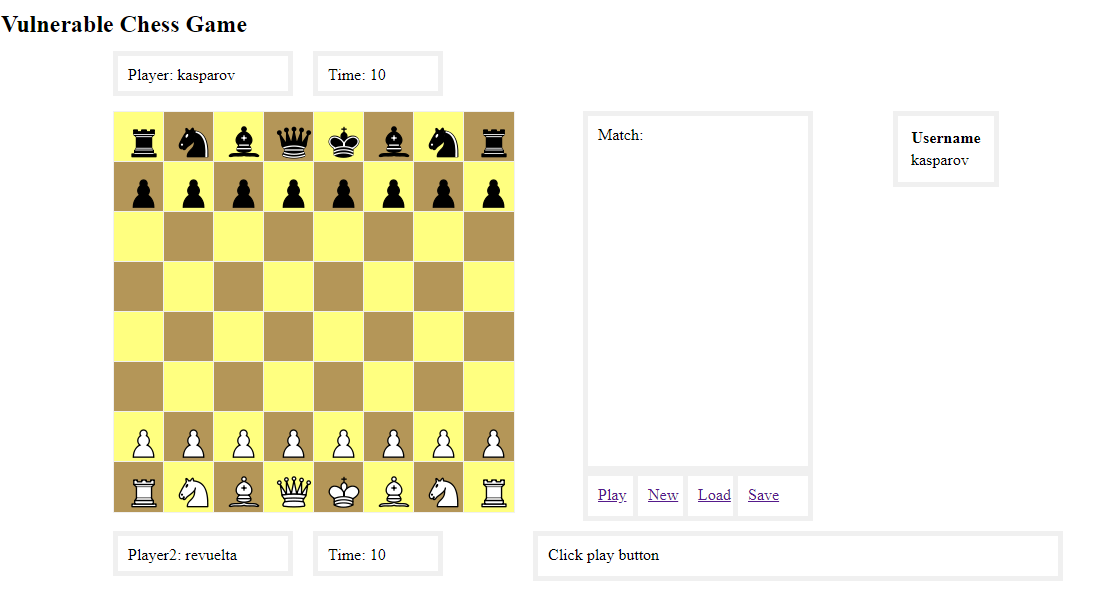 Vulnerable Chess Game
Player: kasparov
Time: 10
Match:
Username
kasparov
Play
New
Load
Save
Player2: revuelta
Time: 10
Click play button